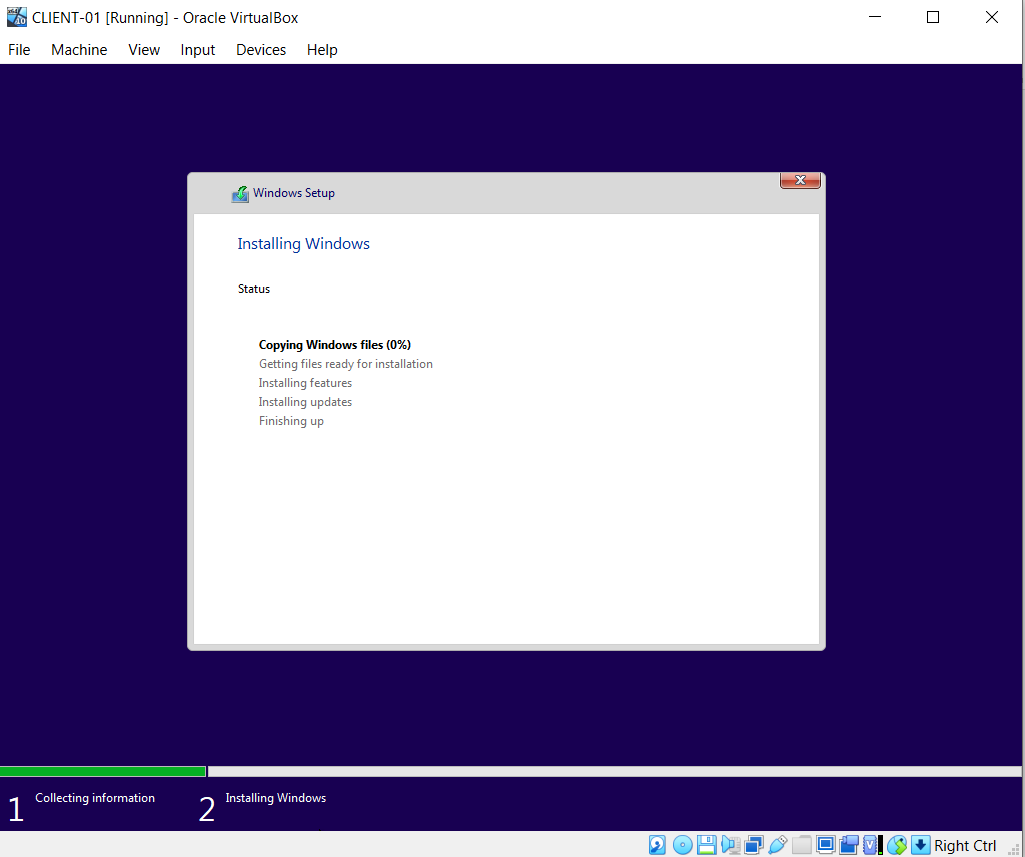 CLIENT-01 [Running] - Oracle VirtualBox
File Machine View Input Devices Help
Windows Setup
Installing Windows
Status
Copying Windows files (0%)
Getting files ready for installation
Installing features
Installing updates
Finishing up
1 Collecting information 2 Installing Windows
Right Ctrl